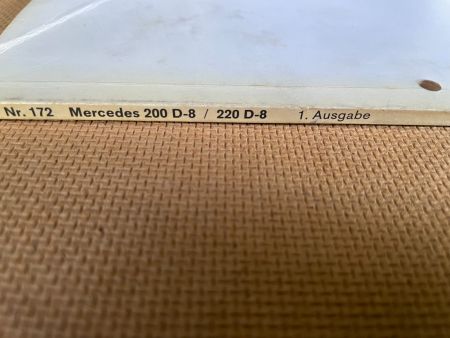 Nr. 172 Mercedes 200 D-8 / 220 D-8 1. Ausgabe